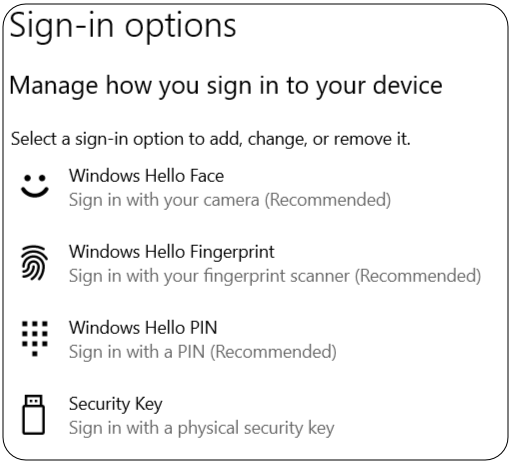 Sign-in options
Manage how you sign in to your device
Select a sign-in option to add, change, or remove it.
Windows Hello Face
Sign in with your camera (Recommended)
Windows Hello Fingerprint
Sign in with your fingerprint scanner (Recommended)
Windows Hello PIN
Sign in with a PIN (Recommended)
Security Key
Sign in with a physical security key